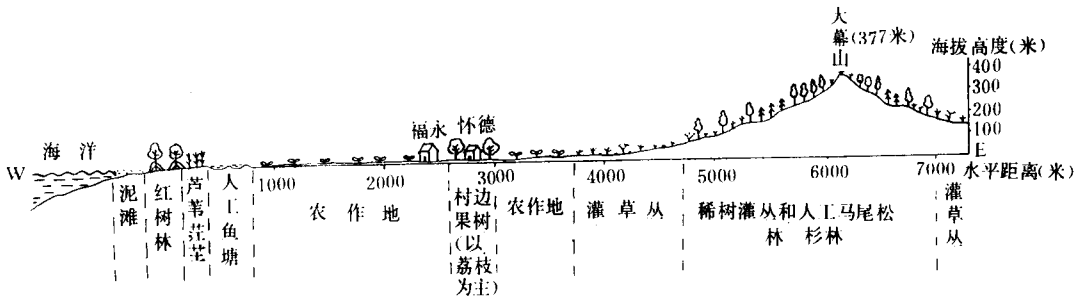 大幕山(377米)
海拔高度(米)
400
300
200
100
E
福永 怀德
海洋
W
1000 2000 3000 4000 5000 6000 7000 水平距离(米)
泥滩
红树林
芦苇茳芏
人工鱼塘
农作地
村边果树(以荔枝为主)
农作地
灌草丛
稀树灌丛和人工马尾松林 杉林
灌草丛